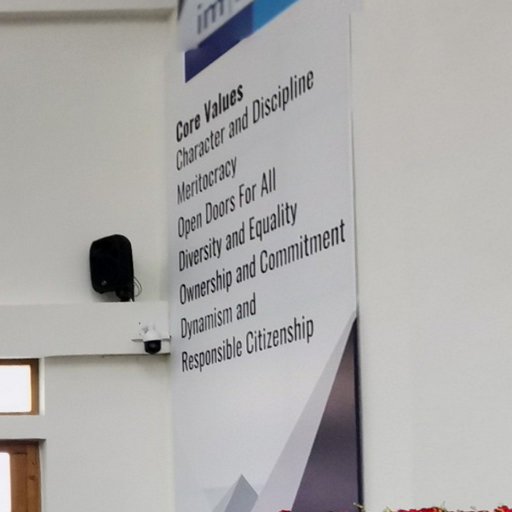 Core Values
Character and Discipline
Meritocracy
Open Doors For All
Diversity and Equality
Ownership and Commitment
Dynamism and
Responsible Citizenship